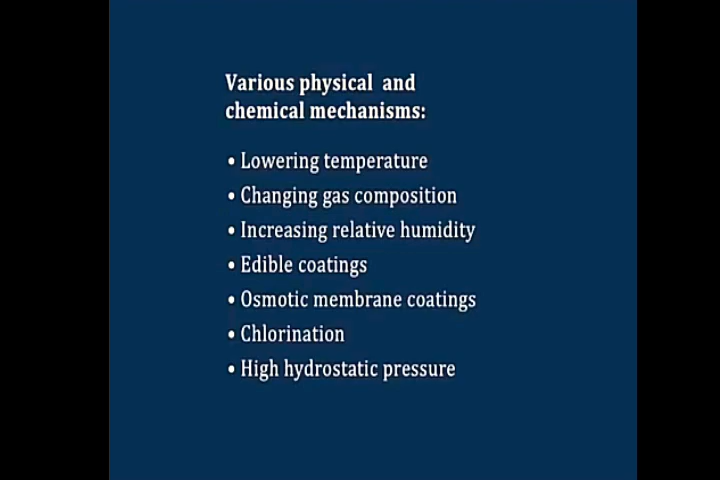 Various physical  and
chemical mechanisms:
• Lowering temperature
• Changing gas composition
• Increasing relative humidity
• Edible coatings
• Osmotic membrane coatings
• Chlorination
• High hydrostatic pressure